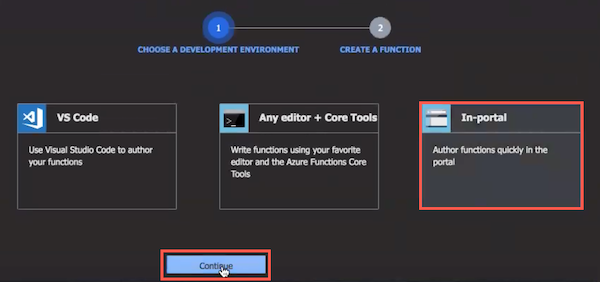 1
2
CHOOSE A DEVELOPMENT ENVIRONMENT
CREATE A FUNCTION
VS Code
Use Visual Studio Code to author
your functions
Any editor + Core Tools
Write functions using your favorite
editor and the Azure Functions Core
Tools
In-portal
Author functions quickly in the
portal
Continue